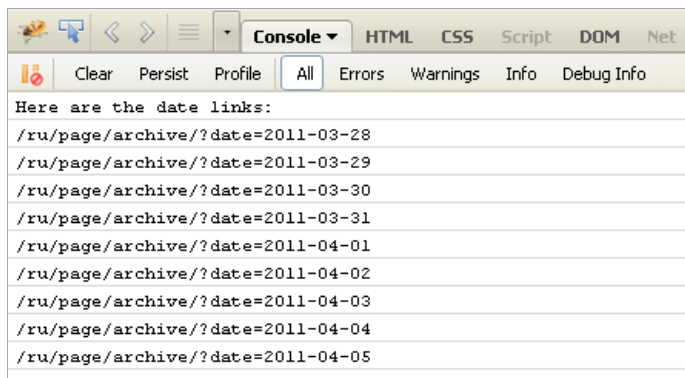 Console HTML CSS Script DOM Net
Clear Persist Profile All Errors Warnings Info Debug Info
Here are the date links:
/ru/page/archive/?date=2011-03-28
/ru/page/archive/?date=2011-03-29
/ru/page/archive/?date=2011-03-30
/ru/page/archive/?date=2011-03-31
/ru/page/archive/?date=2011-04-01
/ru/page/archive/?date=2011-04-02
/ru/page/archive/?date=2011-04-03
/ru/page/archive/?date=2011-04-04
/ru/page/archive/?date=2011-04-05